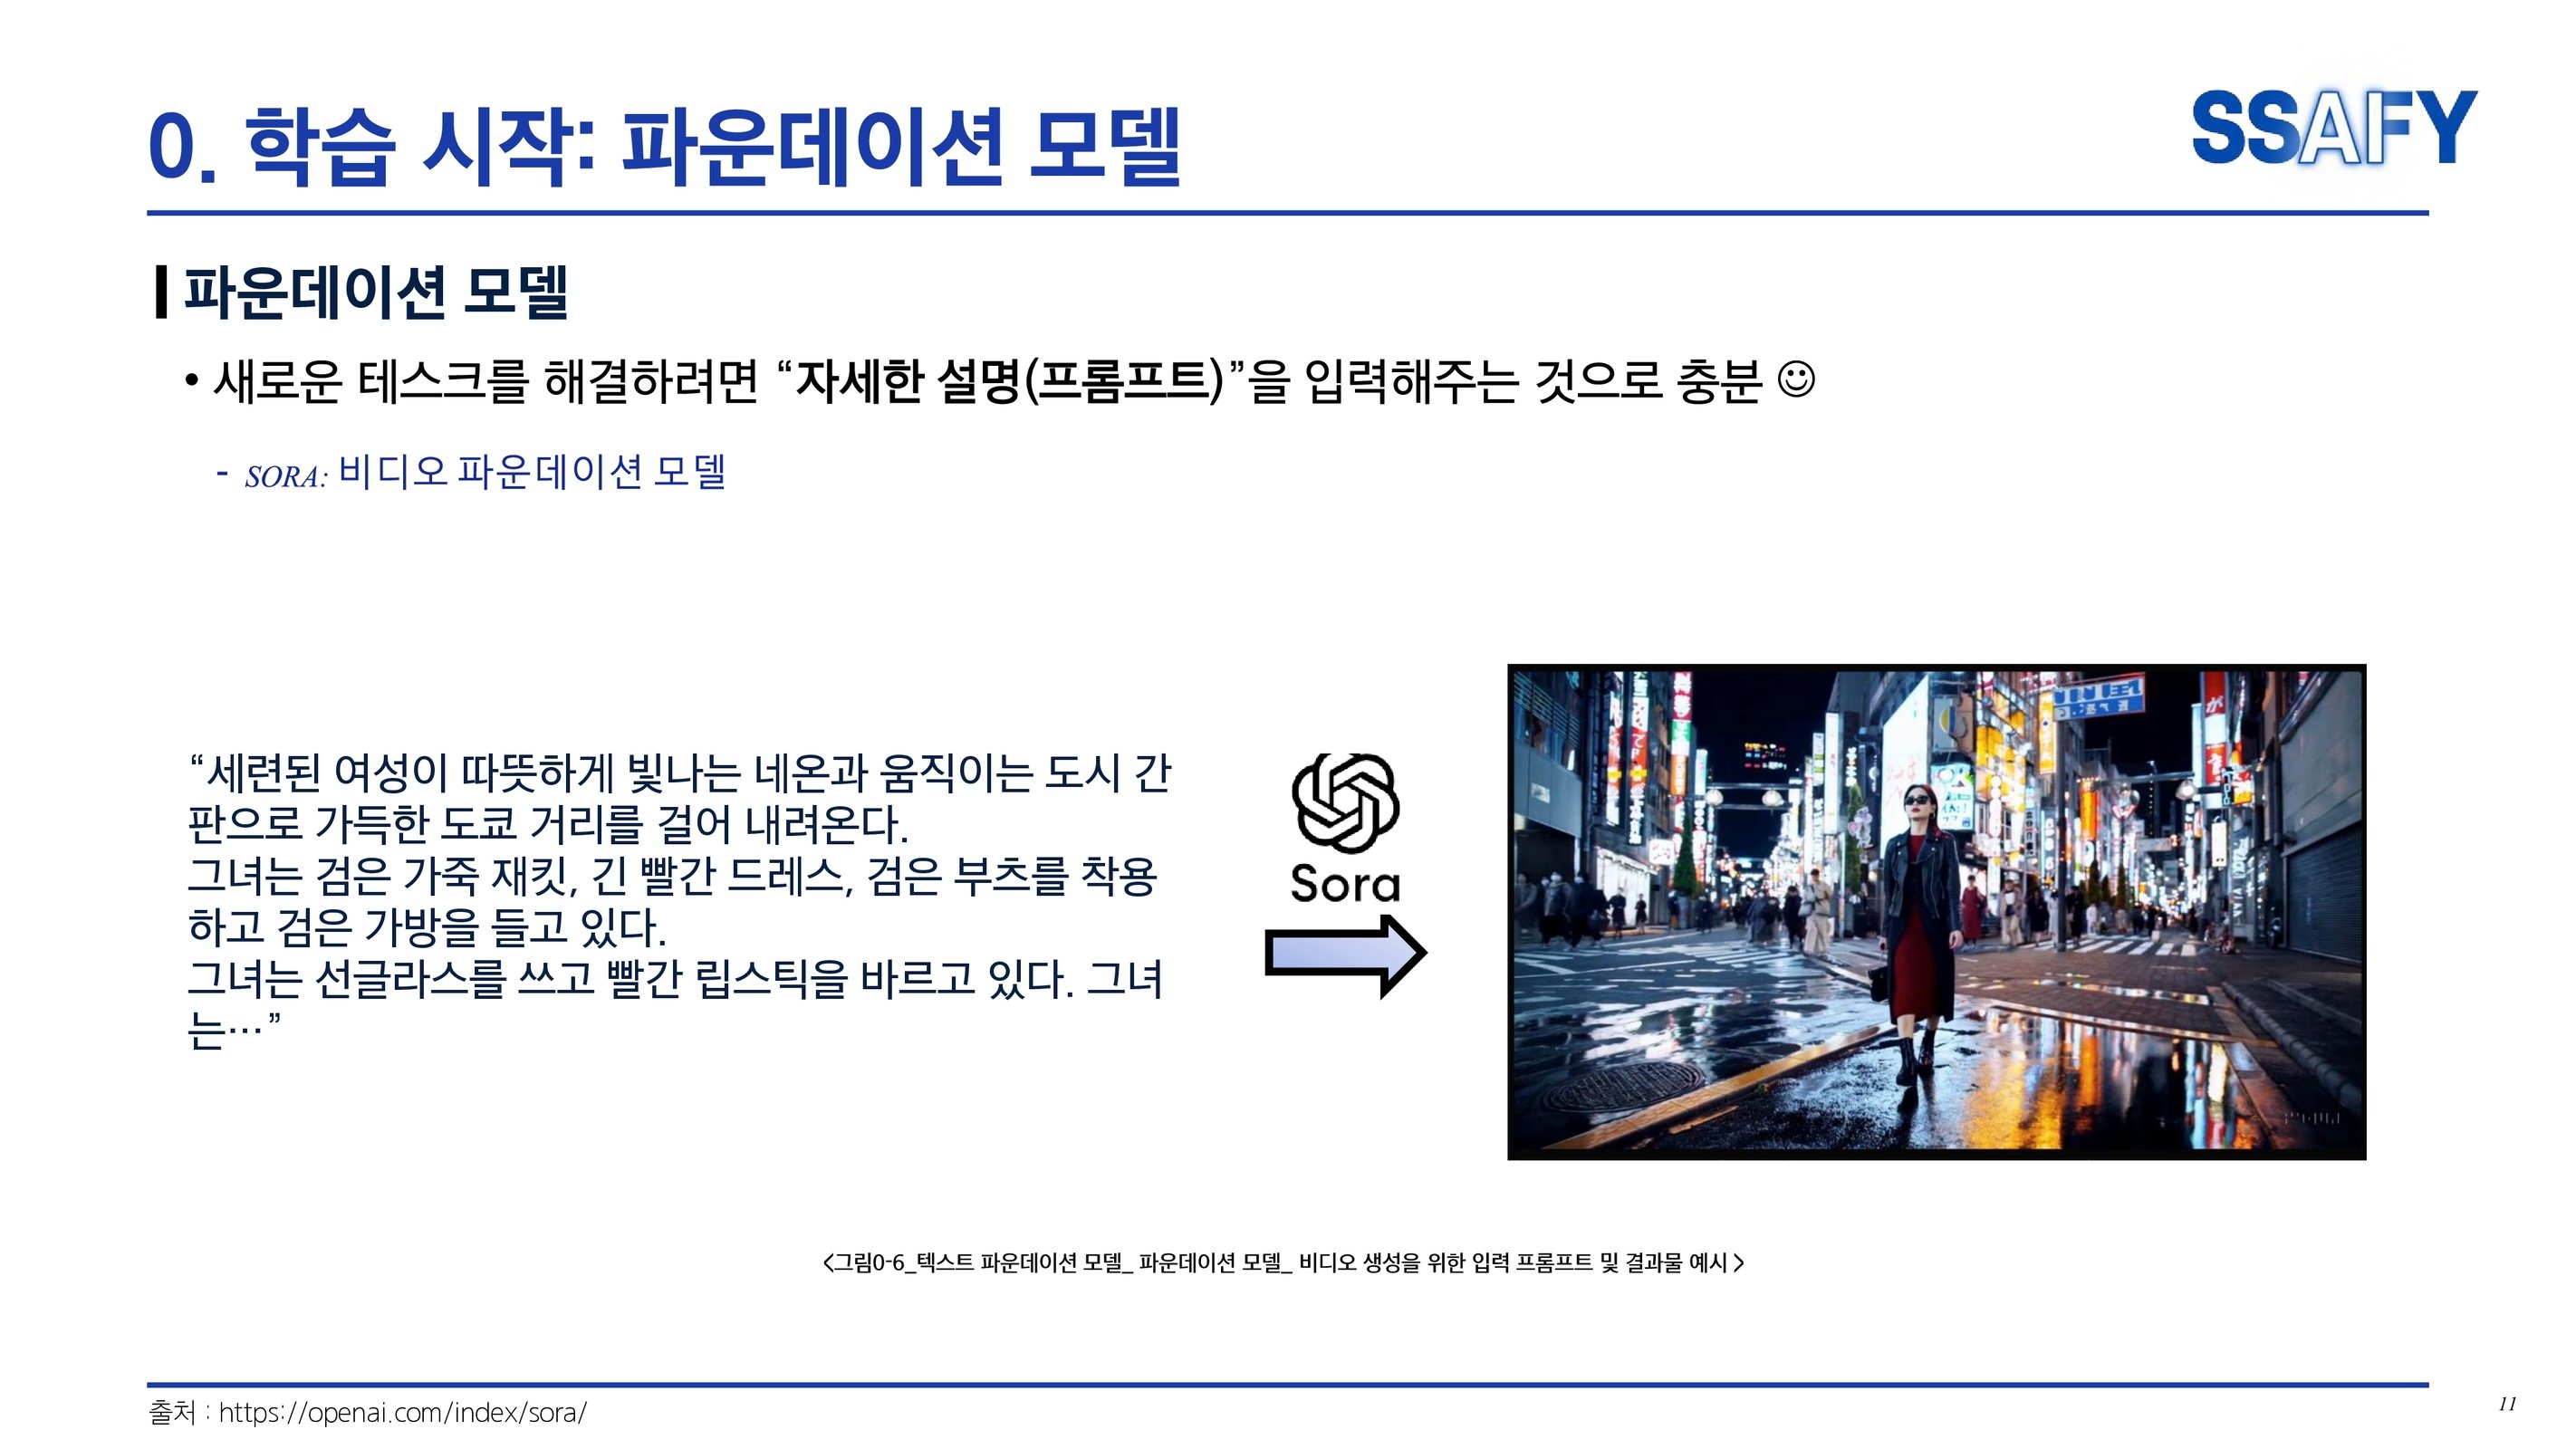 0. 학습 시작: 파운데이션 모델
SSAFY
파운데이션 모델
• 새로운 테스크를 해결하려면 “자세한 설명(프롬프트)”을 입력해주는 것으로 충분 ☺
- SORA: 비디오 파운데이션 모델
“세련된 여성이 따뜻하게 빛나는 네온과 움직이는 도시 간
판으로 가득한 도쿄 거리를 걸어 내려온다.
그녀는 검은 가죽 재킷, 긴 빨간 드레스, 검은 부츠를 착용
하고 검은 가방을 들고 있다.
그녀는 선글라스를 쓰고 빨간 립스틱을 바르고 있다. 그녀
는…”
Sora
<그림0-6_텍스트 파운데이션 모델_ 파운데이션 모델_ 비디오 생성을 위한 입력 프롬프트 및 결과물 예시 >
출처 : https://openai.com/index/sora/
11